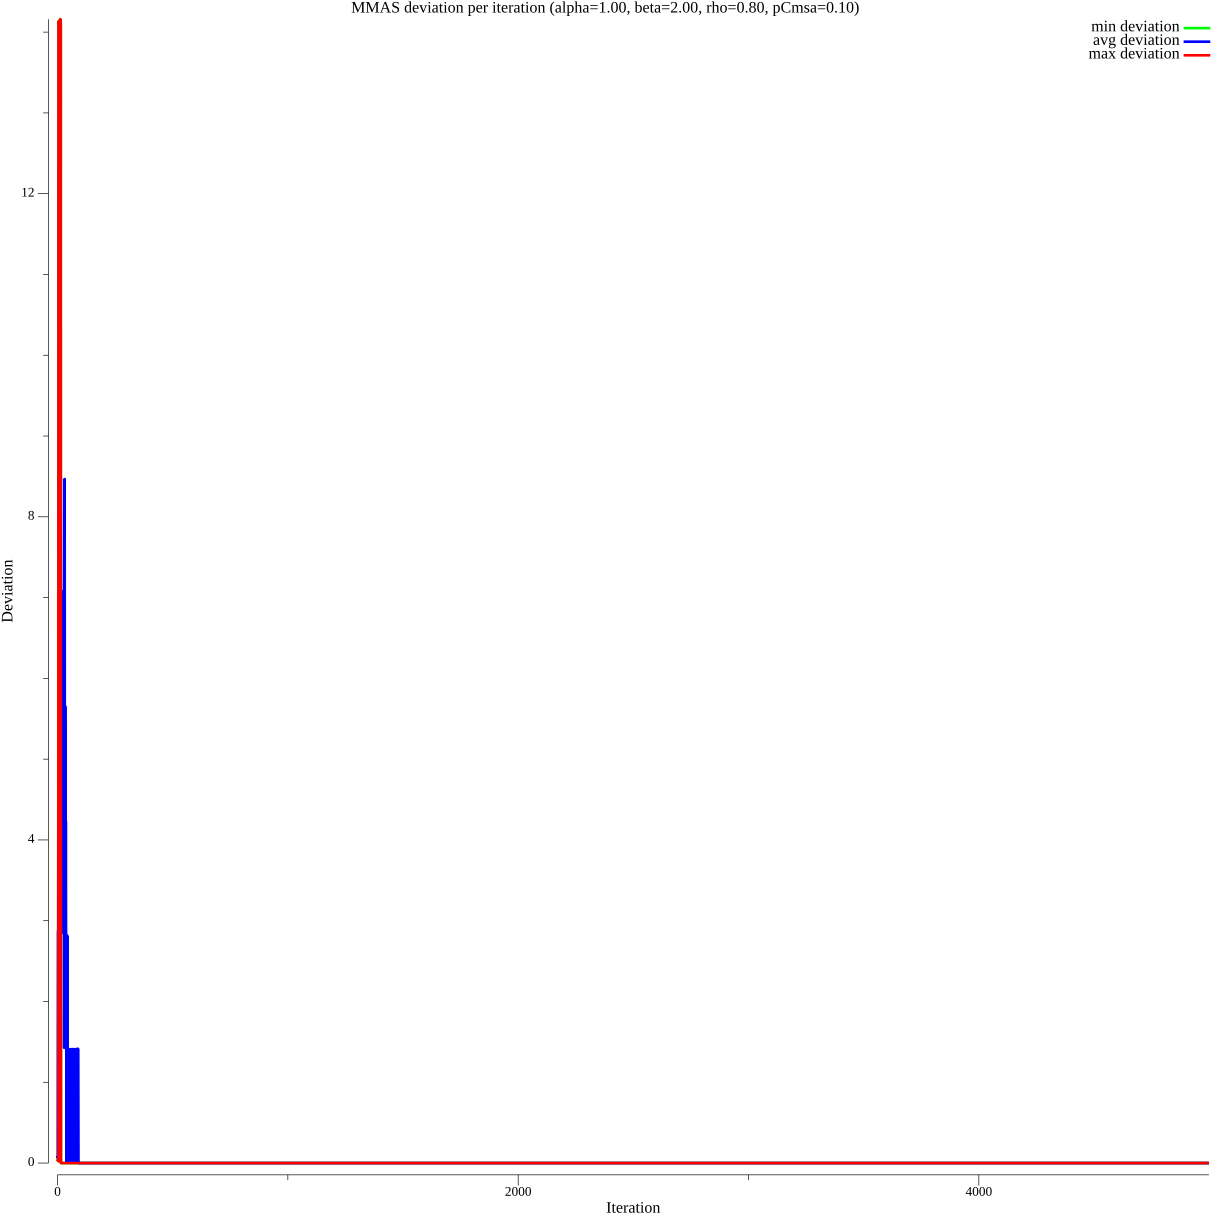 MMAS deviation per iteration (alpha=1.00, beta=2.00, rho=0.80, pCmsa=0.10)
min deviation
avg deviation
max deviation
12
8
4
0
Deviation
0 2000 4000
Iteration